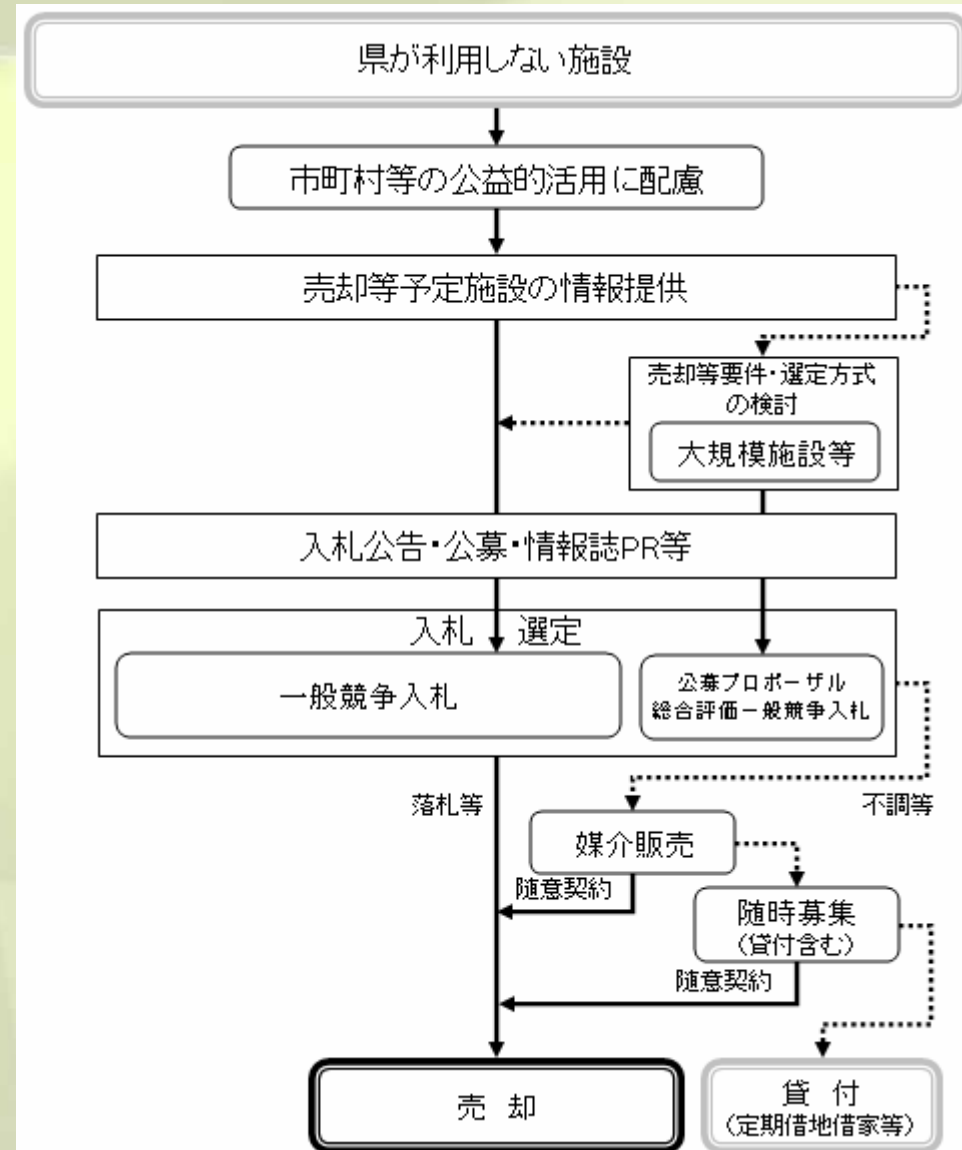 県が利用しない施設
市町村等の公益的活用に配慮
売却等予定施設の情報提供
売却等要件・選定方式
の検討
大規模施設等
入札公告・公募・情報誌PR等
入札 選定
一般競争入札
公募プロポーザル
総合評価一般競争入札
落札等
不調等
媒介販売
随意契約
随時募集
(貸付含む)
随意契約
売 却
貸 付
(定期借地借家等)